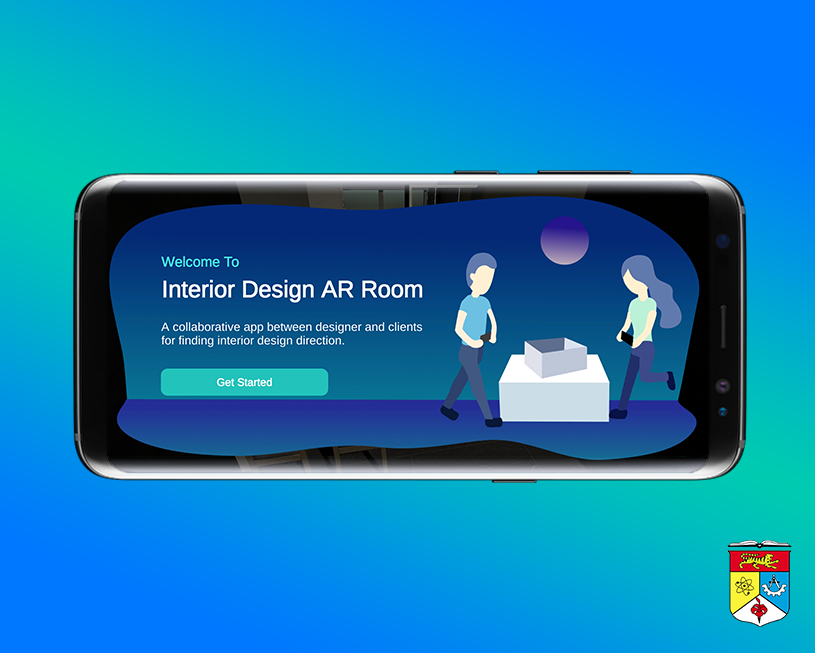 Welcome To
Interior Design AR Room
A collaborative app between designer and clients
for finding interior design direction.
Get Started